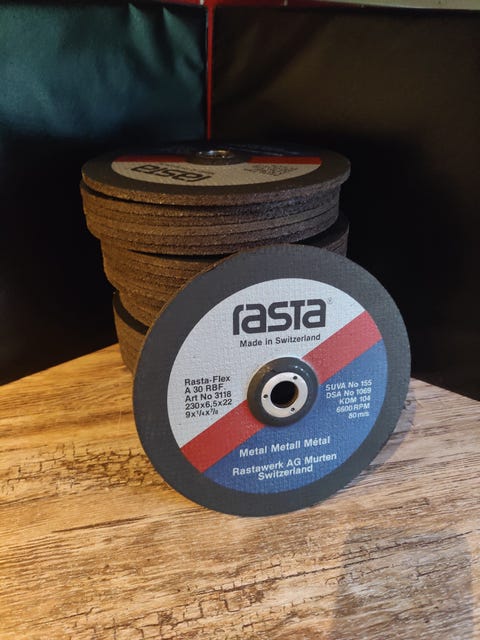 rasta
rasta®
Made in Switzerland
Rasta-Flex
A 30 RBF
Art No 3116
230x6,5x22
9x1/4x7/8
SUVA No 155
DSA No 1069
KDM 104
6600 RPM
80 m/s
Metal Metall Métal
Rastawerk AG Murten
Switzerland